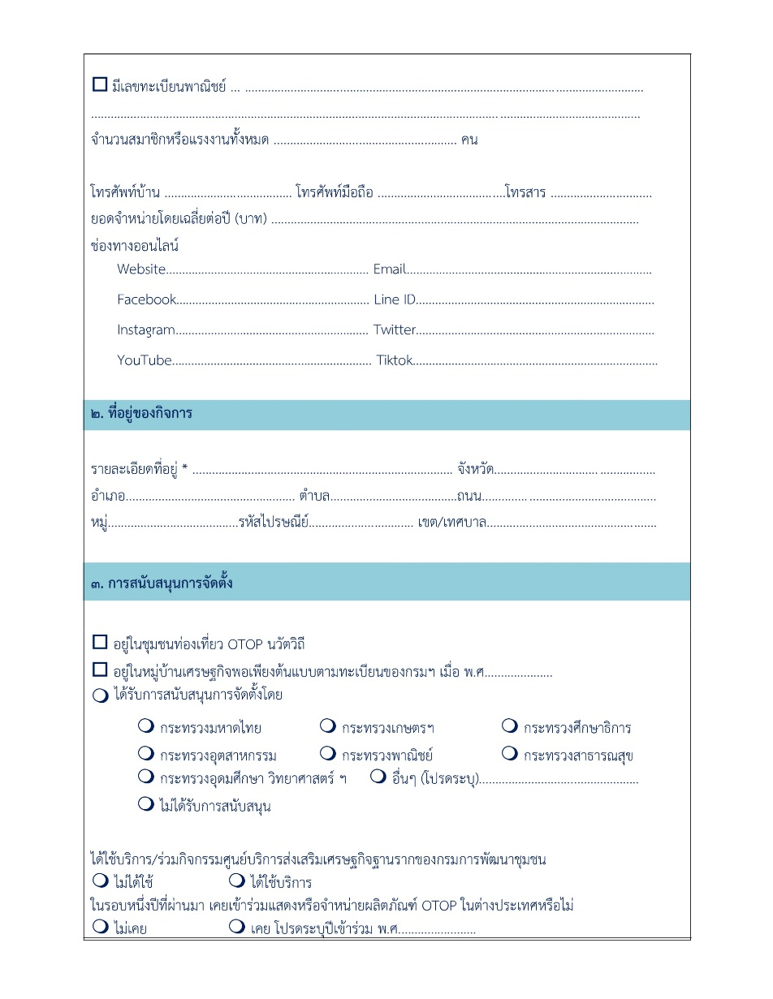 ☐ มีเลขทะเบียนพาณิชย์ ... ............................................................................................................................
............................................................................................................................................................................
จำนวนสมาชิกหรือแรงงานทั้งหมด ........................................................ คน
โทรศัพท์บ้าน ....................................... โทรศัพท์มือถือ .......................................โทรสาร ...............................
ยอดจำหน่ายโดยเฉลี่ยต่อปี (บาท) .................................................................................................................
ช่องทางออนไลน์
Website.............................................................. Email...........................................................................
Facebook........................................................... Line ID.........................................................................
Instagram........................................................... Twitter.........................................................................
YouTube............................................................. Tiktok...........................................................................
๒. ที่อยู่ของกิจการ
รายละเอียดที่อยู่ * ................................................................................ จังหวัด.................................................
อำเภอ.................................................... ตำบล.......................................ถนน.....................................................
หมู่........................................รหัสไปรษณีย์................................ เขต/เทศบาล....................................................
๓. การสนับสนุนการจัดตั้ง
☐ อยู่ในชุมชนท่องเที่ยว OTOP นวัตวิถี
☐ อยู่ในหมู่บ้านเศรษฐกิจพอเพียงต้นแบบตามทะเบียนของกรมฯ เมื่อ พ.ศ.....................
❍ ได้รับการสนับสนุนการจัดตั้งโดย
❍ กระทรวงมหาดไทย ❍ กระทรวงเกษตรฯ ❍ กระทรวงศึกษาธิการ
❍ กระทรวงอุตสาหกรรม ❍ กระทรวงพาณิชย์ ❍ กระทรวงสาธารณสุข
❍ กระทรวงอุดมศึกษา วิทยาศาสตร์ ฯ ❍ อื่นๆ (โปรดระบุ).................................................
❍ ไม่ได้รับการสนับสนุน
ได้ใช้บริการ/ร่วมกิจกรรมศูนย์บริการส่งเสริมเศรษฐกิจฐานรากของกรมการพัฒนาชุมชน
❍ ไม่ได้ใช้ ❍ ได้ใช้บริการ
ในรอบหนึ่งปีที่ผ่านมา เคยเข้าร่วมแสดงหรือจำหน่ายผลิตภัณฑ์ OTOP ในต่างประเทศหรือไม่
❍ ไม่เคย ❍ เคย โปรดระบุปีเข้าร่วม พ.ศ........................